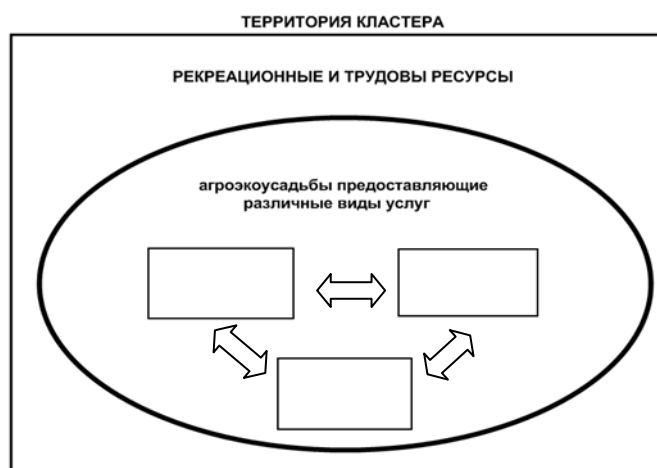 ТЕРРИТОРИЯ КЛАСТЕРА
РЕКРЕАЦИОННЫЕ И ТРУДОВЫ РЕСУРСЫ
агроэкоусадьбы предоставляющие
различные виды услуг